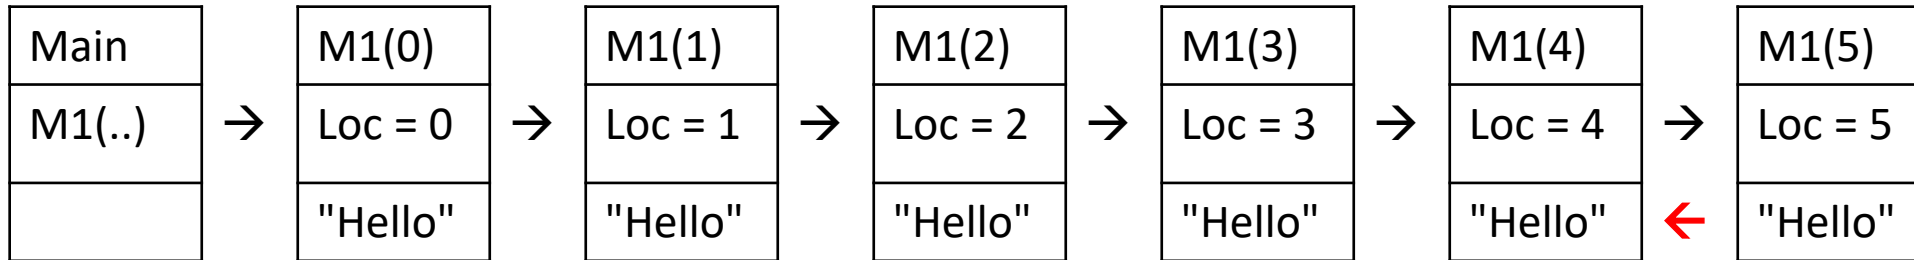 Main M1(0) M1(1) M1(2) M1(3) M1(4) M1(5)
M1(..) → Loc = 0 → Loc = 1 → Loc = 2 → Loc = 3 → Loc = 4 → Loc = 5
"Hello" "Hello" "Hello" "Hello" "Hello" ← "Hello"